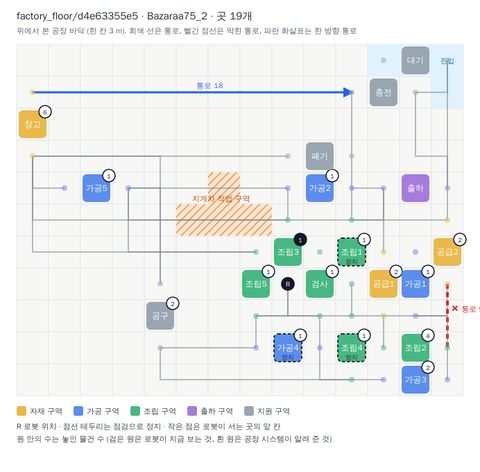 factory_floor/d4e63355e5 · Bazaraa75_2 · 곳 19개
위에서 본 공장 바닥 (한 칸 3 m). 회색 선은 통로, 빨간 점선은 막힌 통로, 파란 화살표는 한 방향 통로
대기
진입
충전
통로 18
창고
6
폐기
가공5
1
가공2
1
출하
지게차 작업 구역
조립3
1
조립1
1
정지
공급2
2
조립5
1
R
검사
1
공급1
2
가공1
1
공구
2
통로
가공4
1
정지
조립4
1
정지
조립2
4
가공3
2
자재 구역
가공 구역
조립 구역
출하 구역
지원 구역
R 로봇 위치 · 점선 테두리는 점검으로 정지 · 작은 점은 로봇이 서는 곳의 앞 칸
원 안의 수는 놓인 물건 수 (검은 원은 로봇이 지금 보는 것, 흰 원은 공장 시스템이 알려 준 것)